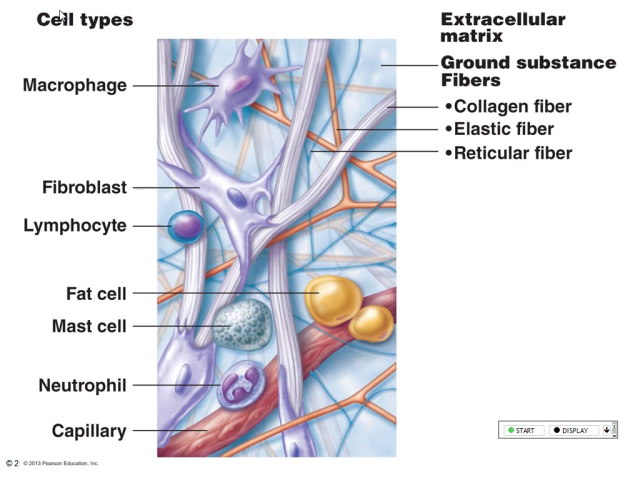 Cell types
Extracellular
matrix
Ground substance
Fibers
Macrophage
•Collagen fiber
•Elastic fiber
•Reticular fiber
Fibroblast
Lymphocyte
Fat cell
Mast cell
Neutrophil
Capillary
START
DISPLAY
© 2
© 2013 Pearson Education, Inc.